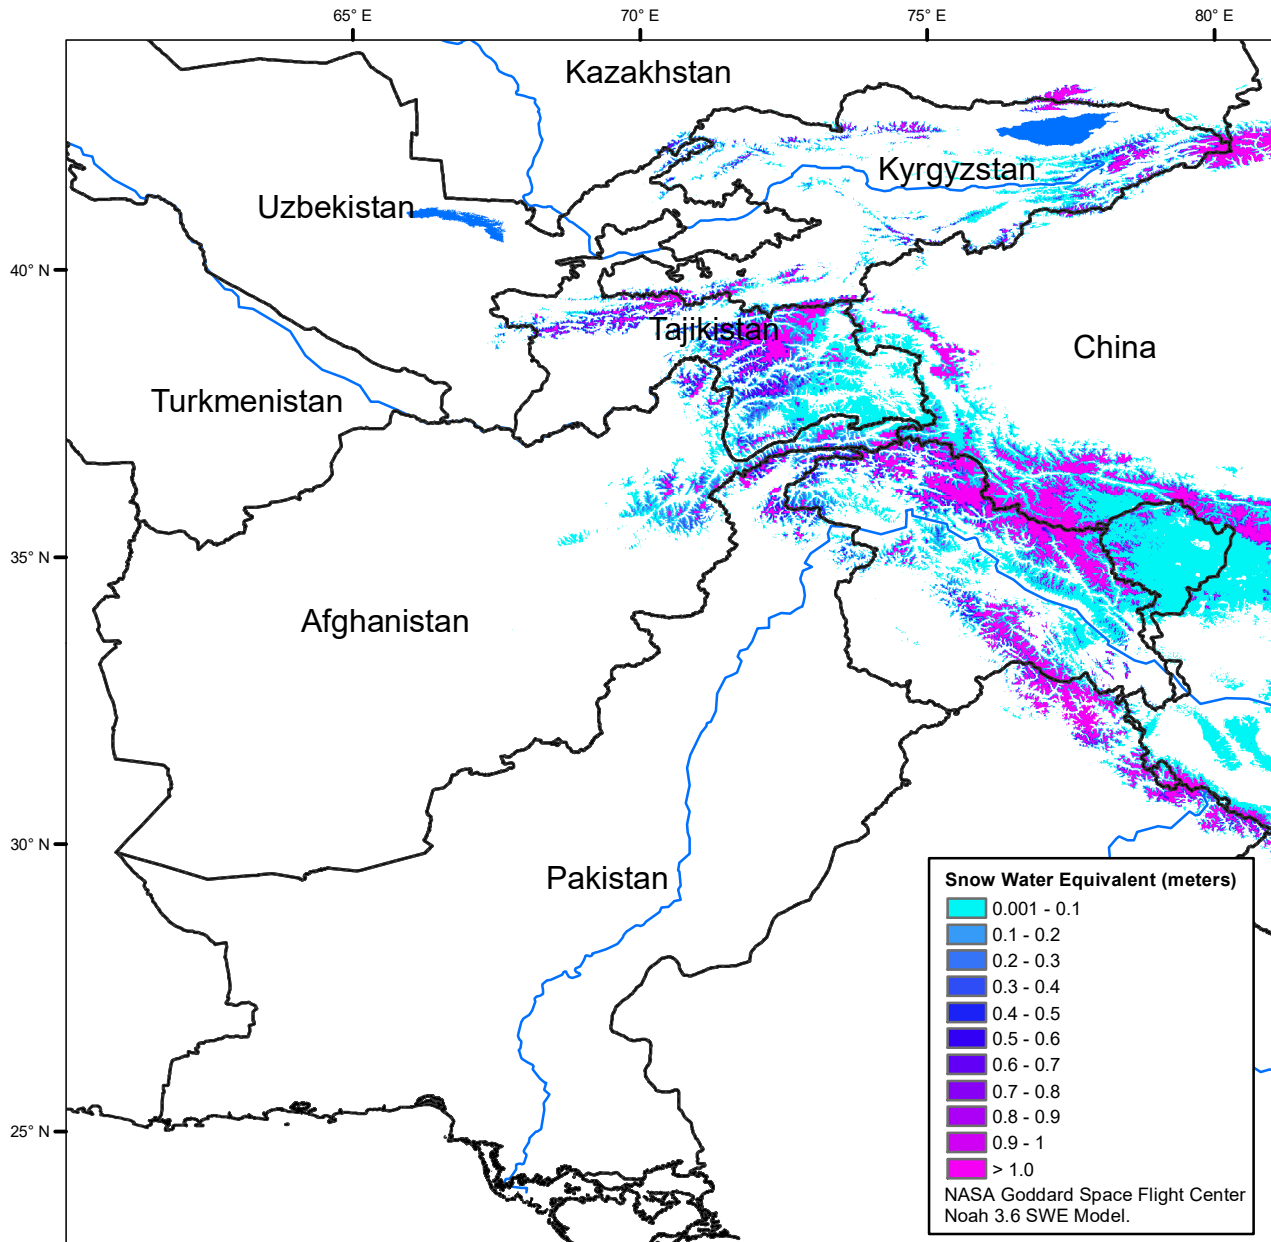 65° E
70° E
75° E
80° E
Kazakhstan
Kyrgyzstan
Uzbekistan
40° N
Tajikistan
China
Turkmenistan
35° N
Afghanistan
30° N
Pakistan
25° N
Snow Water Equivalent (meters)
0.001 - 0.1
0.1 - 0.2
0.2 - 0.3
0.3 - 0.4
0.4 - 0.5
0.5 - 0.6
0.6 - 0.7
0.7 - 0.8
0.8 - 0.9
0.9 - 1
> 1.0
NASA Goddard Space Flight Center
Noah 3.6 SWE Model.